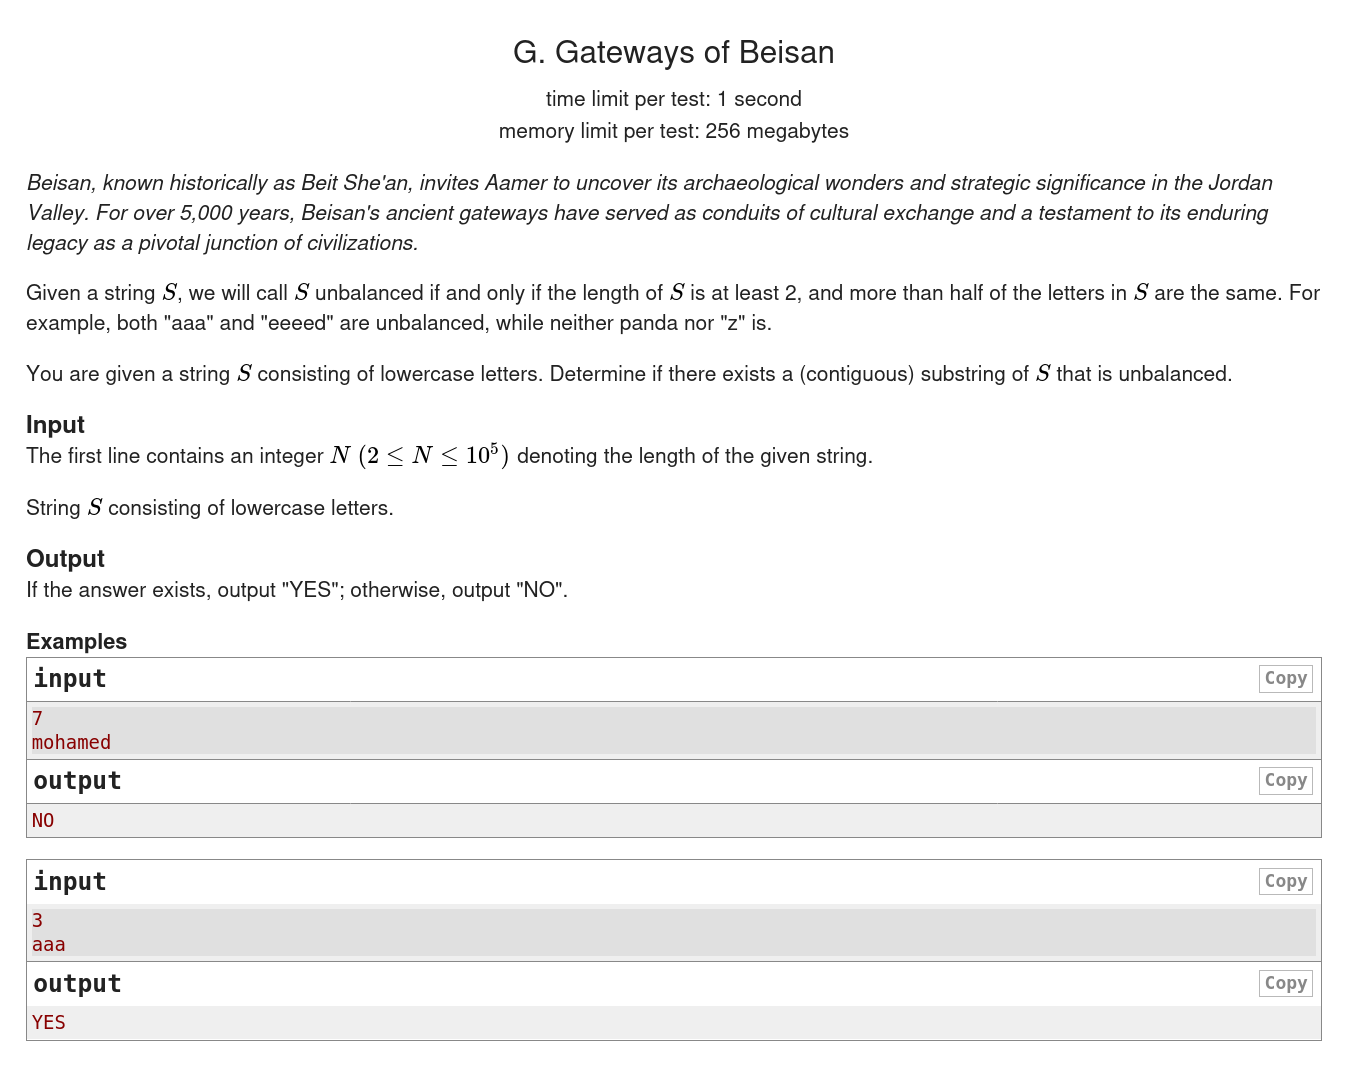 G. Gateways of Beisan
time limit per test: 1 second
memory limit per test: 256 megabytes
Beisan, known historically as Beit She'an, invites Aamer to uncover its archaeological wonders and strategic significance in the Jordan
Valley. For over 5,000 years, Beisan's ancient gateways have served as conduits of cultural exchange and a testament to its enduring
legacy as a pivotal junction of civilizations.
Given a string S, we will call S unbalanced if and only if the length of S is at least 2, and more than half of the letters in S are the same. For
example, both "aaa" and "eeeed" are unbalanced, while neither panda nor "z" is.
You are given a string S consisting of lowercase letters. Determine if there exists a (contiguous) substring of S that is unbalanced.
Input
The first line contains an integer N (2 ≤ N ≤ 10⁵) denoting the length of the given string.
String S consisting of lowercase letters.
Output
If the answer exists, output "YES"; otherwise, output "NO".
Examples
input Copy
7
mohamed
output Copy
NO
input Copy
3
aaa
output Copy
YES